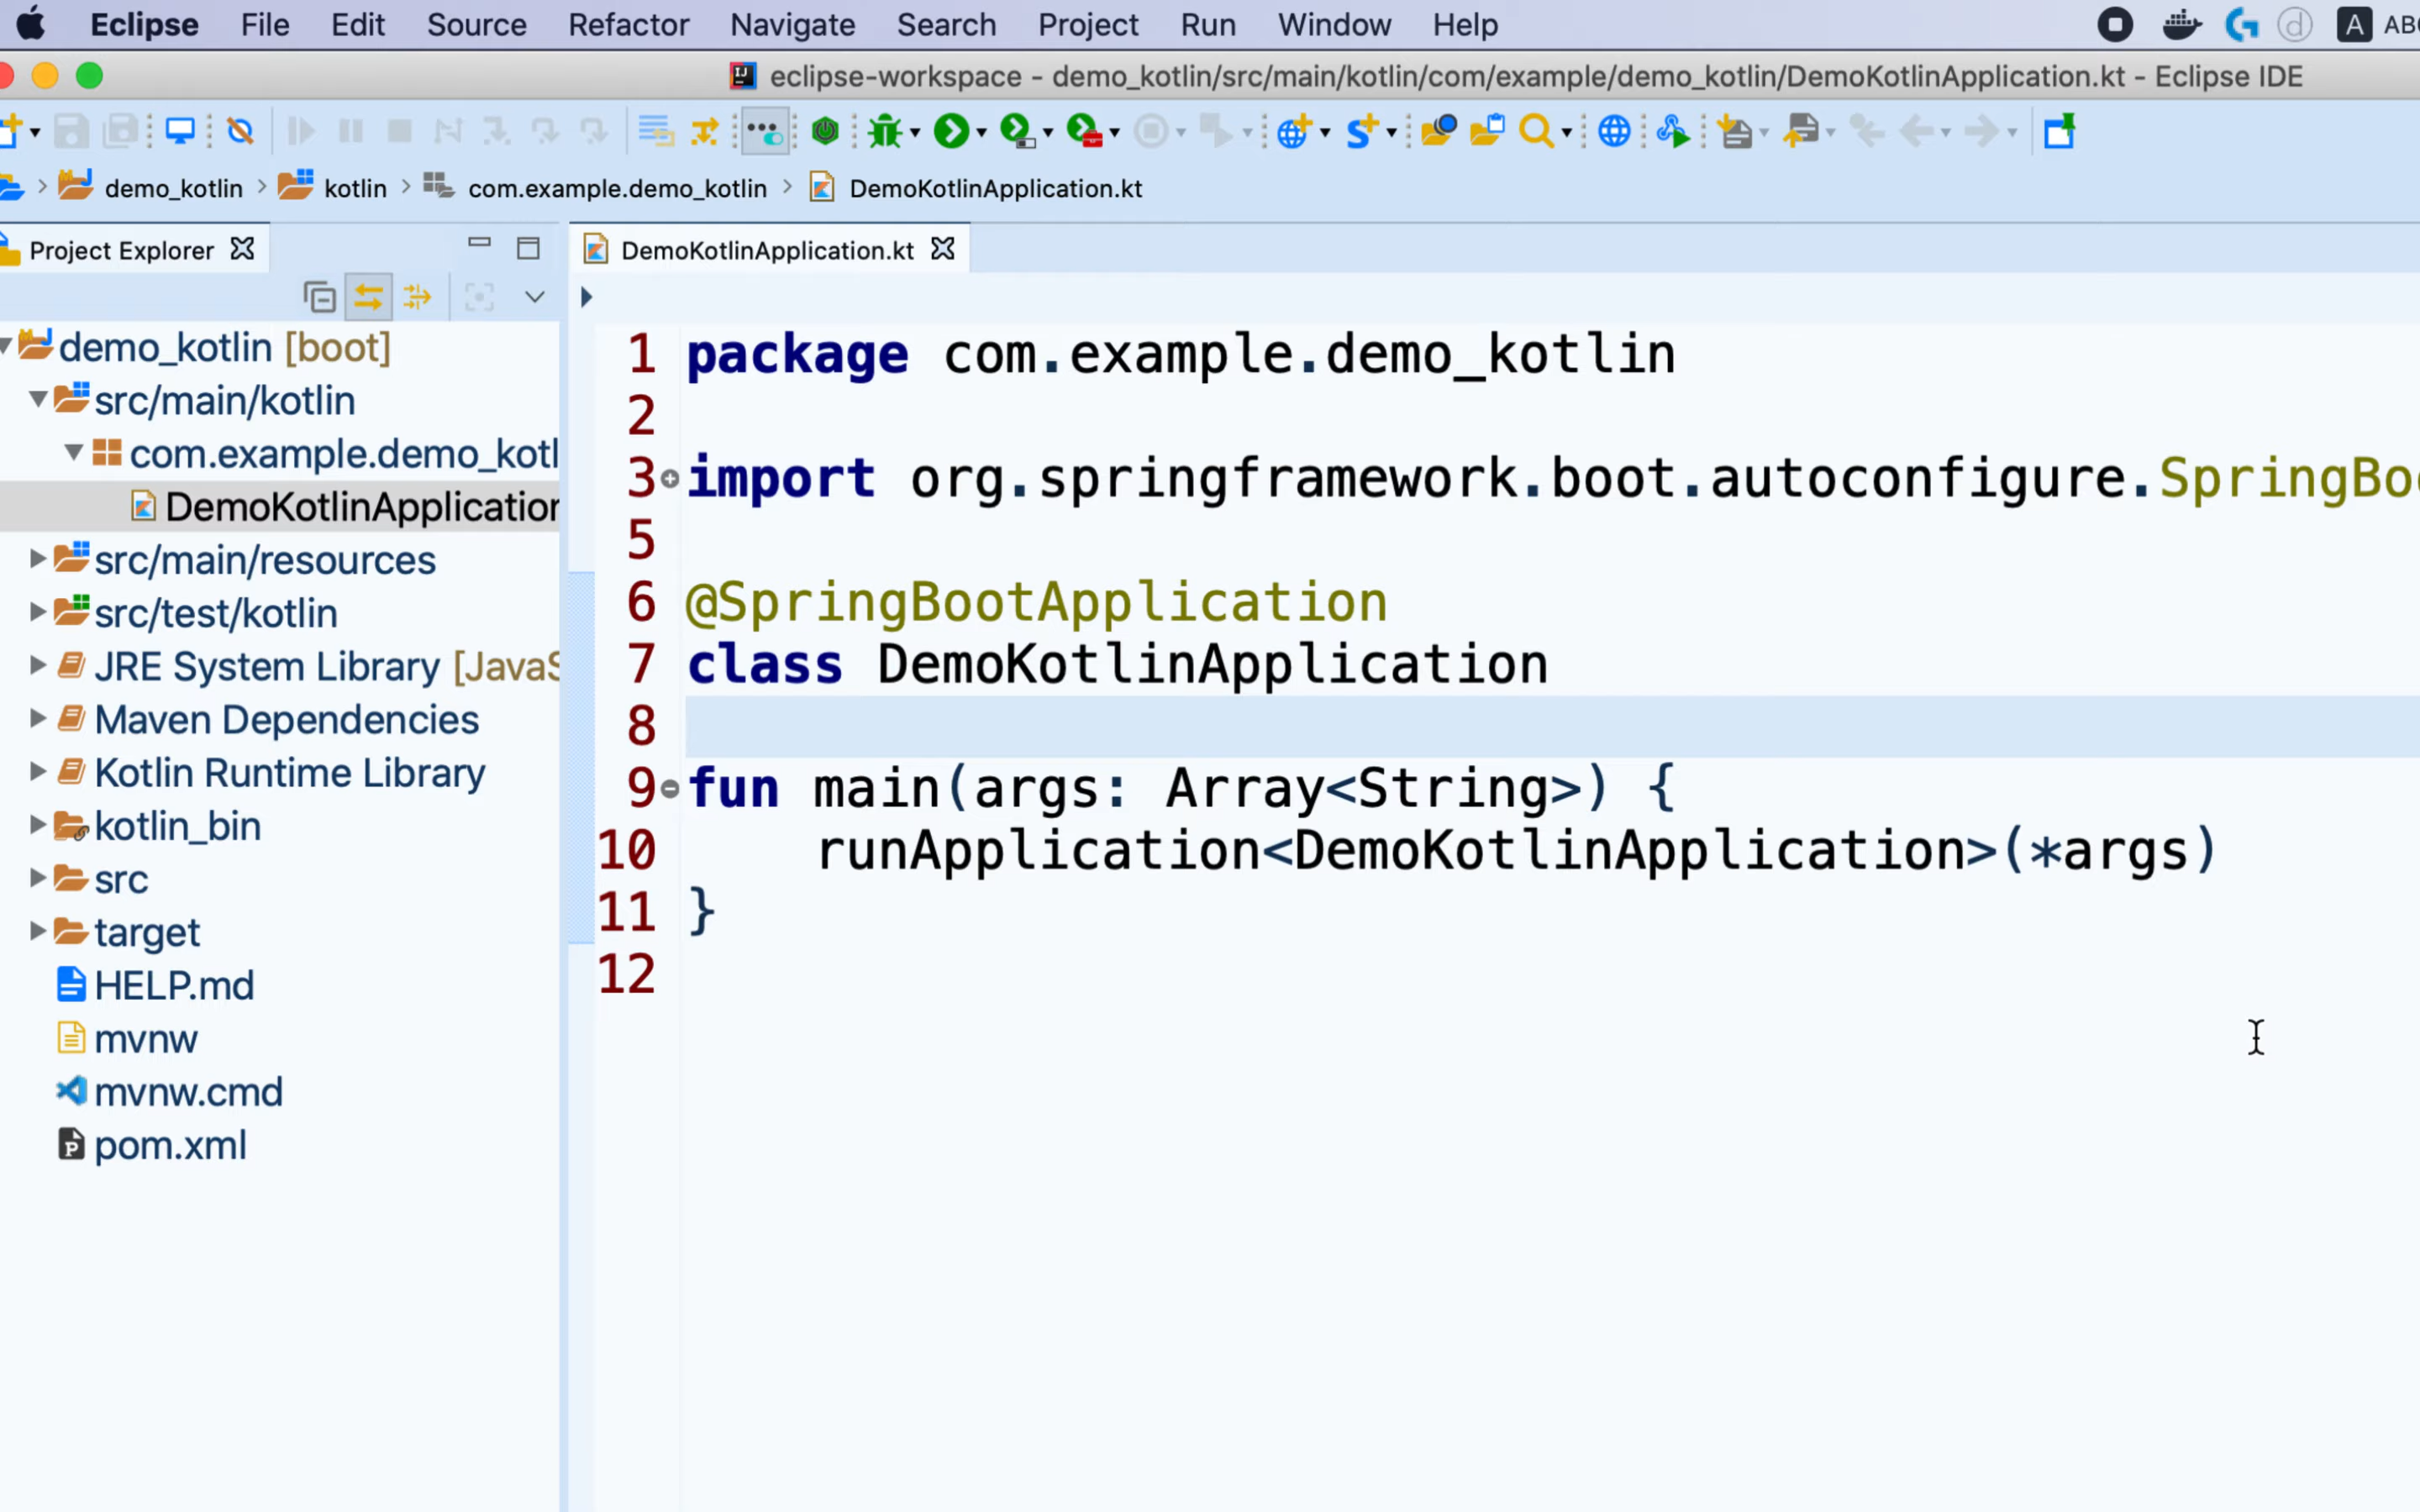 Eclipse File Edit Source Refactor Navigate Search Project Run Window Help A
eclipse-workspace - demo_kotlin/src/main/kotlin/com/example/demo_kotlin/DemoKotlinApplication.kt - Eclipse IDE
demo_kotlin kotlin com.example.demo_kotlin DemoKotlinApplication.kt
Project Explorer
demo_kotlin [boot]
src/main/kotlin
com.example.demo_kotl
DemoKotlinApplication
src/main/resources
src/test/kotlin
JRE System Library [JavaS
Maven Dependencies
Kotlin Runtime Library
kotlin_bin
src
target
HELP.md
mvnw
mvnw.cmd
pom.xml
DemoKotlinApplication.kt
1 package com.example.demo_kotlin
2
3 import org.springframework.boot.autoconfigure.SpringBo
5
6 @SpringBootApplication
7 class DemoKotlinApplication
8
9 fun main(args: Array<String>) {
10 runApplication<DemoKotlinApplication>(*args)
11 }
12